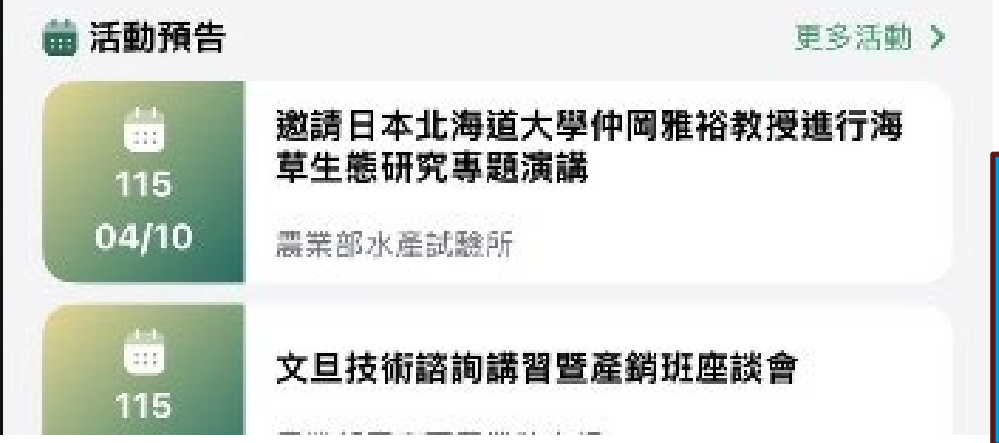 活動預告
更多活動
115
04/10
邀請日本北海道大學仲岡雅裕教授進行海
草生態研究專題演講
農業部水產試驗所
115
文旦技術諮詢講習暨產銷班座談會